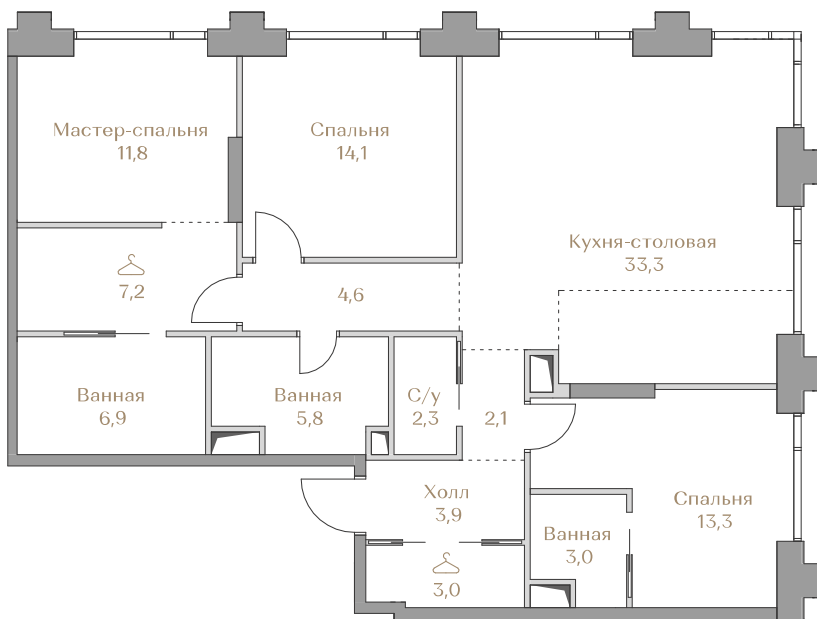 Мастер-спальня
11,8
Спальня
14,1
Кухня-столовая
33,3
7,2
4,6
Ванная
6,9
Ванная
5,8
С/у
2,3
2,1
Холл
3,9
Спальня
13,3
Ванная
3,0
3,0